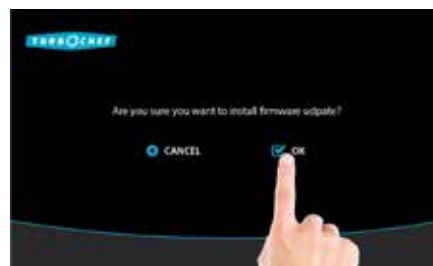 TURBOCHEF
Are you sure you want to install firmware udpate?
CANCEL OK